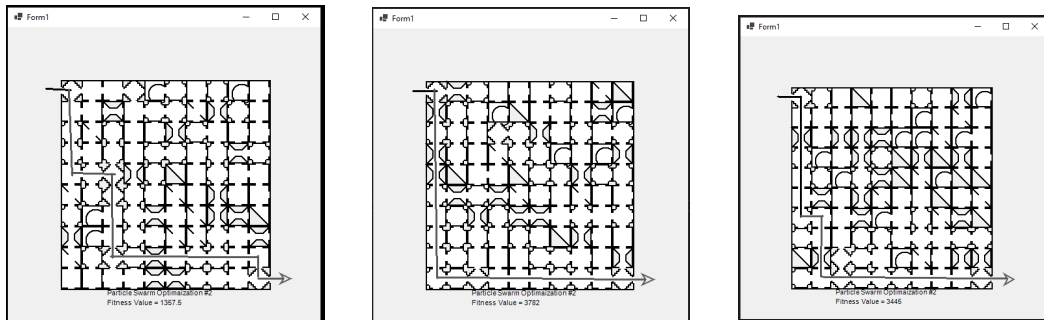 Form1
Particle Swarm Optimaization #2
Fitness Value = 1367.5
Form1
Particle Swarm Optimaization #2
Fitness Value = 3782
Form1
Particle Swarm Optimaization #2
Fitness Value = 3445